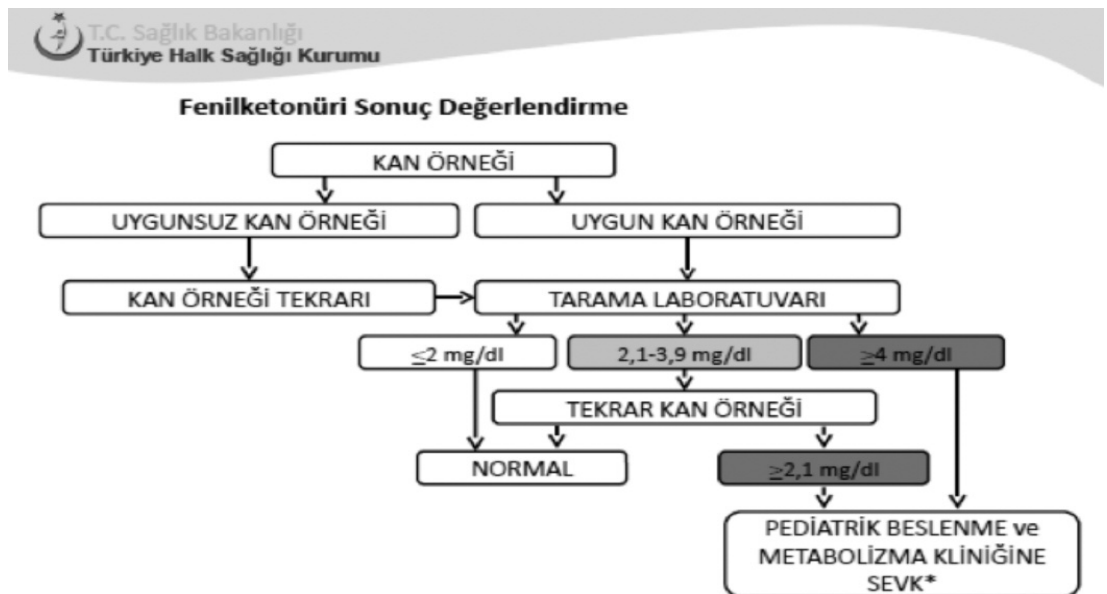 T.C. Sağlık Bakanlığı
Türkiye Halk Sağlığı Kurumu
Fenilketonüri Sonuç Değerlendirme
KAN ÖRNEĞİ
UYGUNSUZ KAN ÖRNEĞİ
UYGUN KAN ÖRNEĞİ
KAN ÖRNEĞİ TEKRARI
TARAMA LABORATUVARI
≤2 mg/dl
2,1-3,9 mg/dl
≥4 mg/dl
TEKRAR KAN ÖRNEĞİ
NORMAL
≥2,1 mg/dl
PEDİATRİK BESLENME ve
METABOLİZMA KLİNİĞİNE
SEVK*